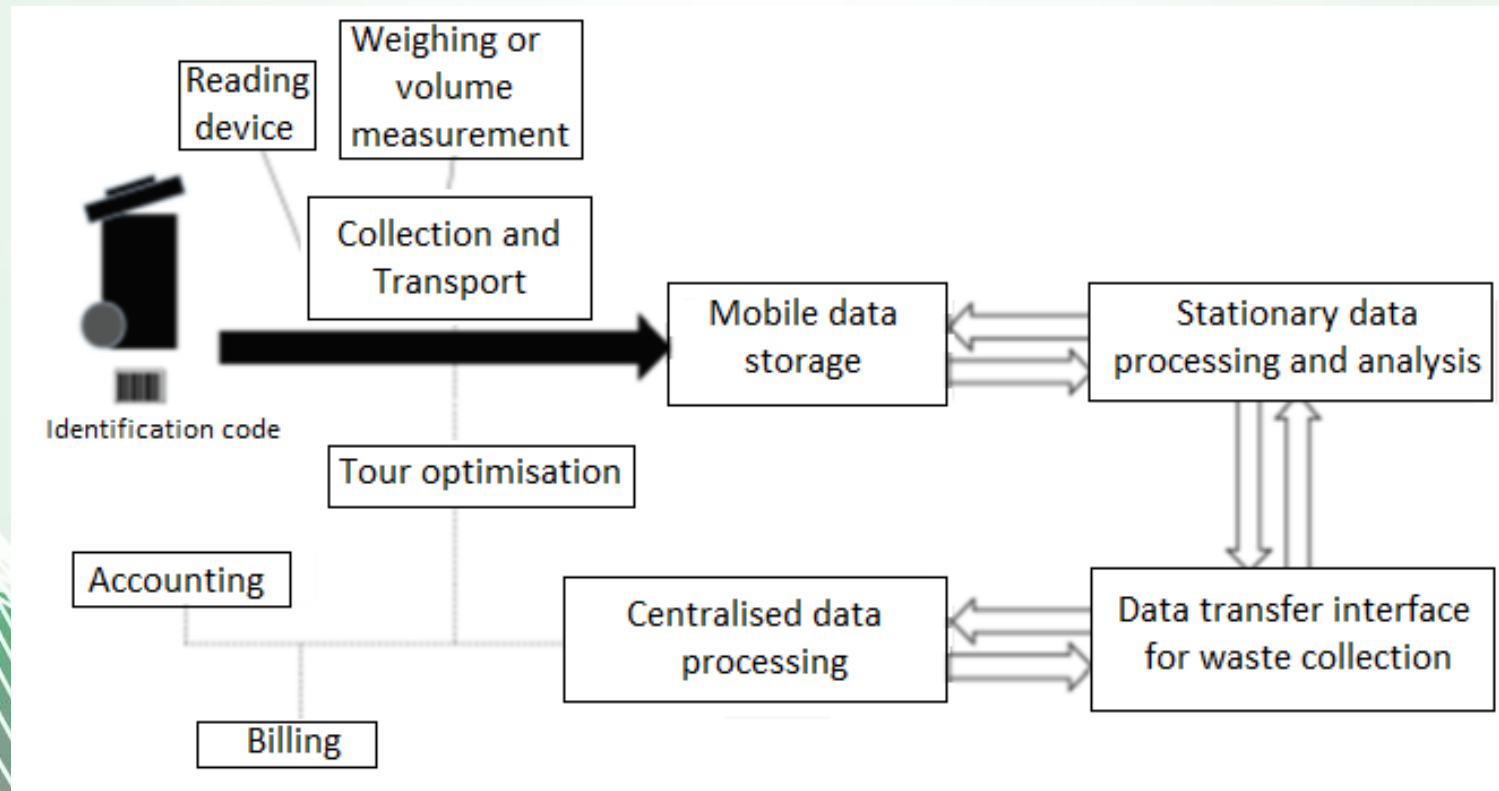 Weighing or
volume
measurement
Reading
device
Collection and
Transport
Mobile data
storage
Stationary data
processing and analysis
Identification code
Tour optimisation
Accounting
Centralised data
processing
Data transfer interface
for waste collection
Billing